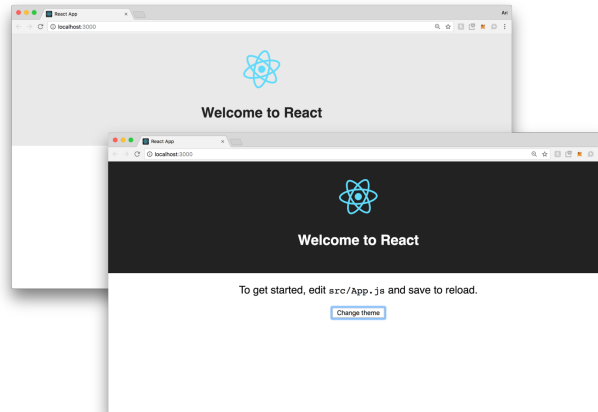 React App
An
localhost:3000
Welcome to React
React App
localhost:3000
Welcome to React
To get started, edit src/App.js and save to reload.
Change theme